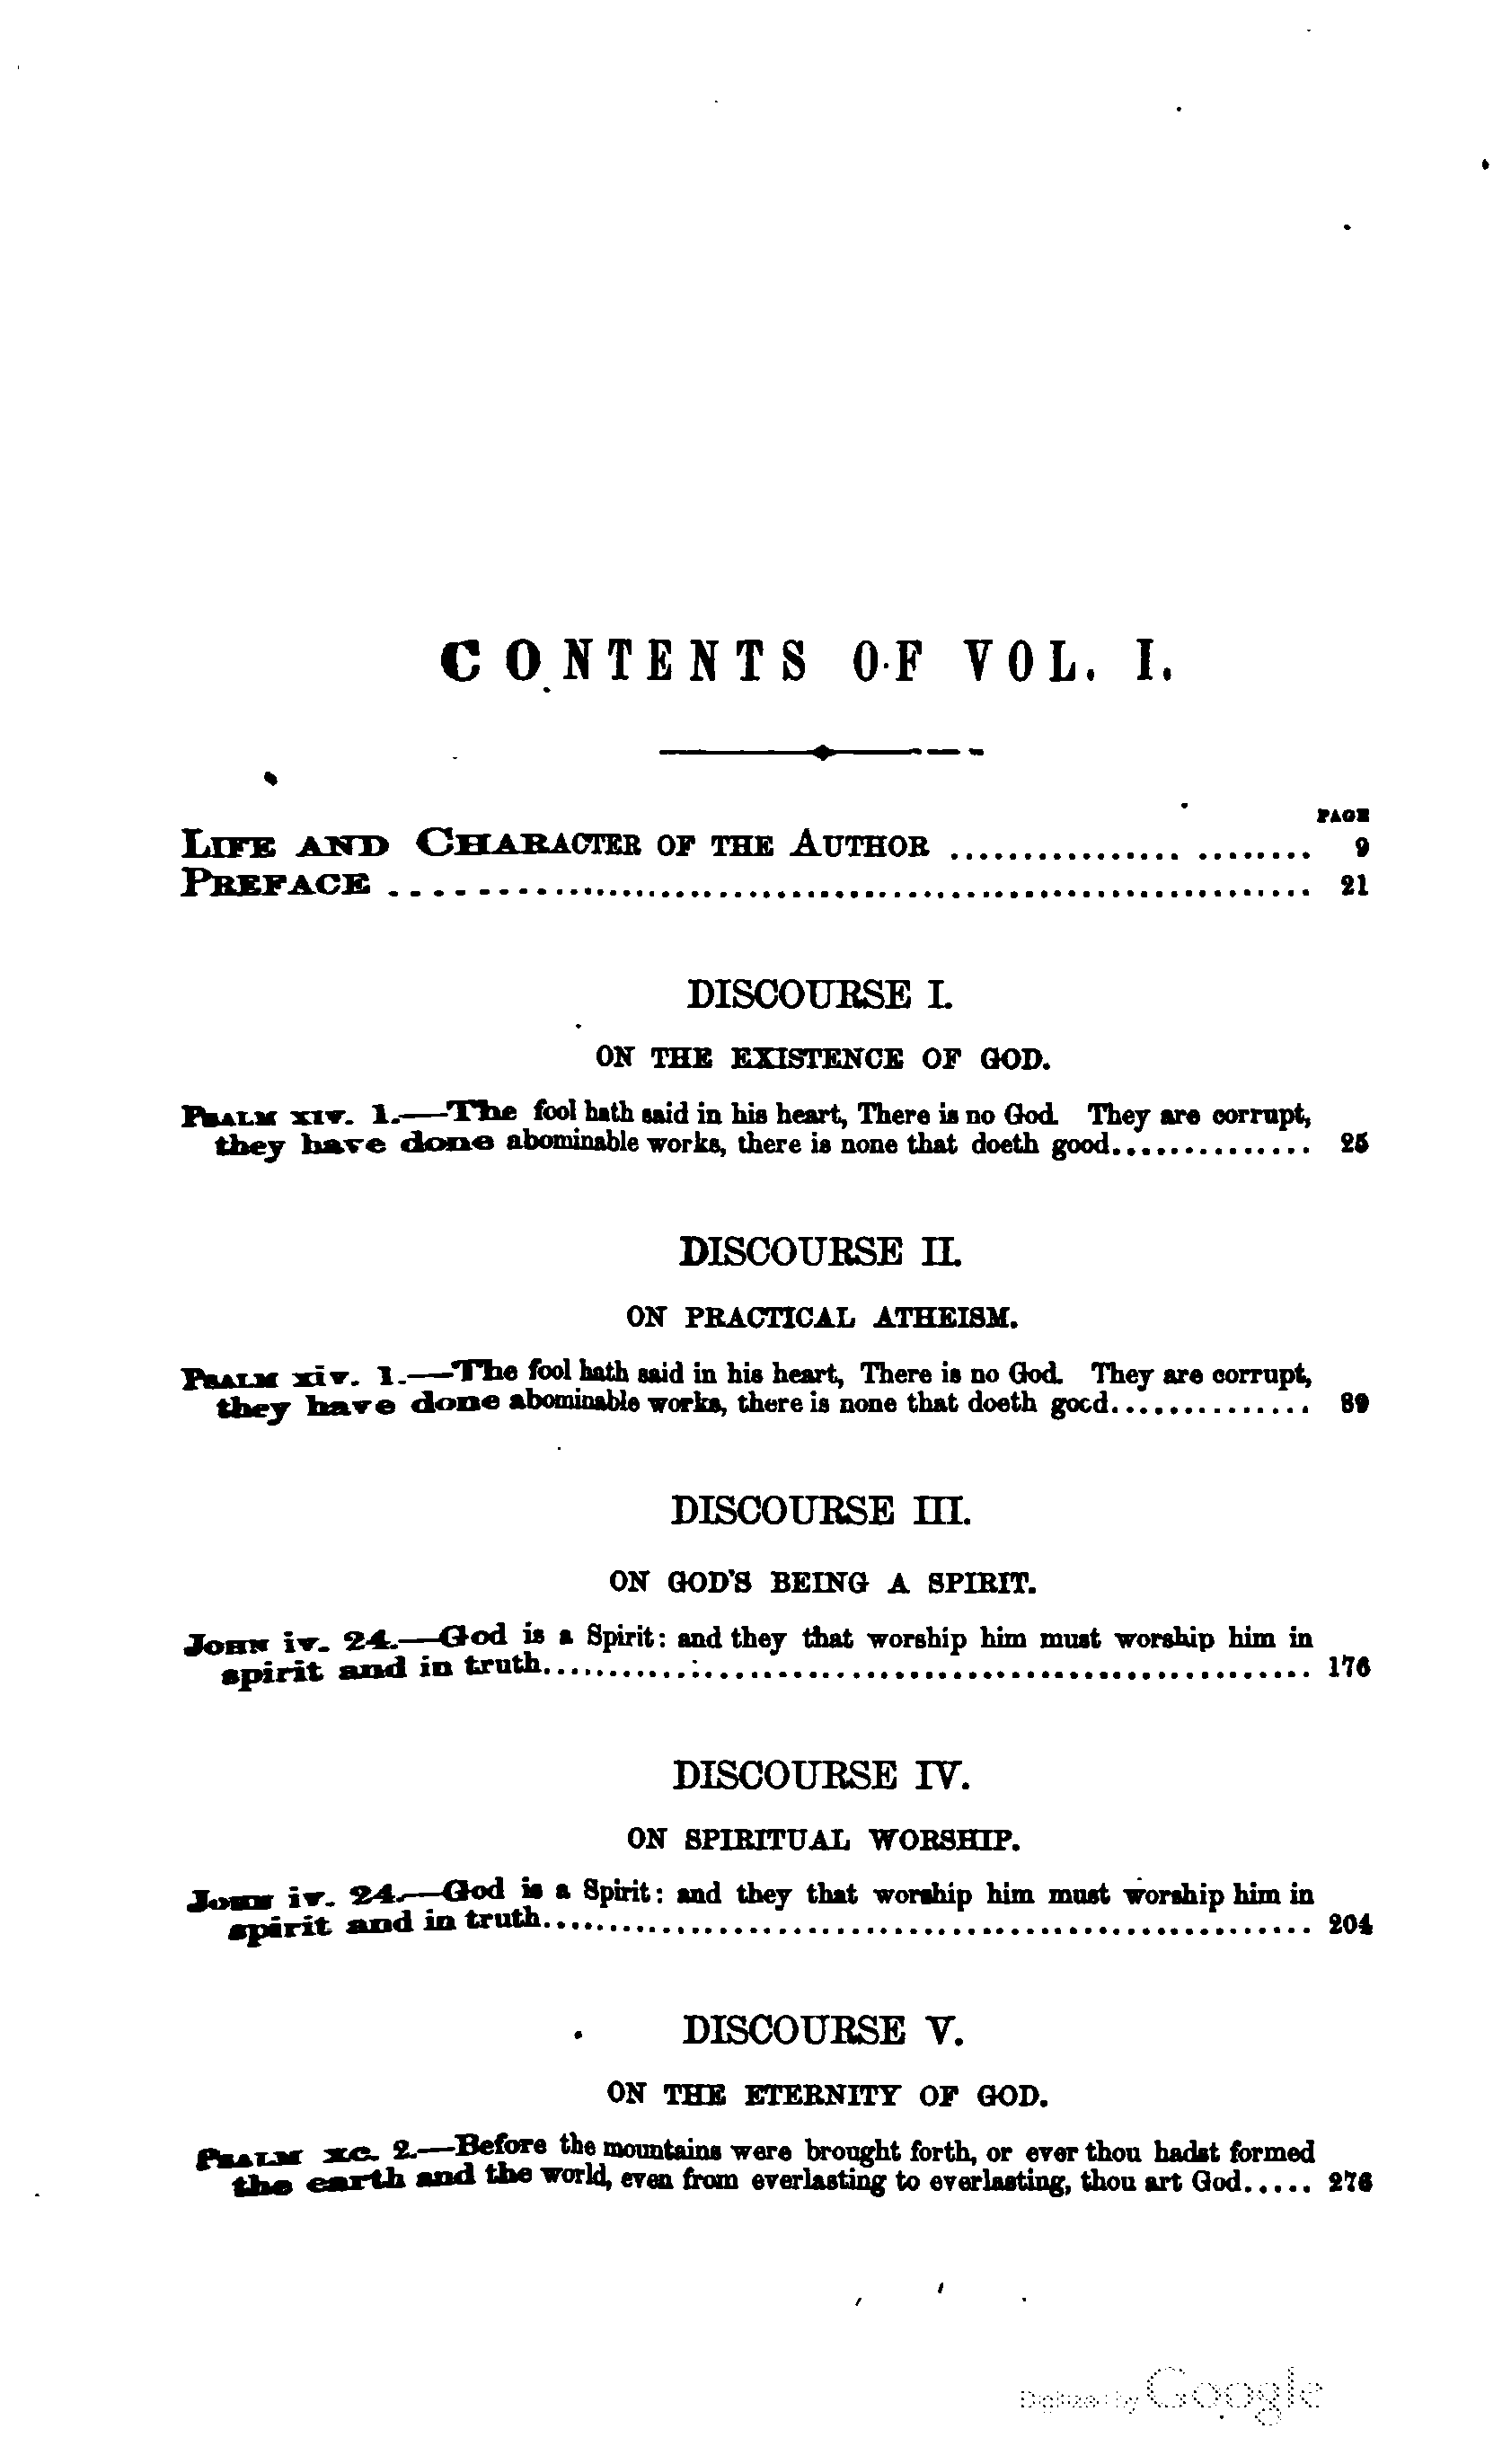 CONTENTS OF VOL. I.
PAGE
LIFE AND CHARACTER OF THE AUTHOR ........................ 9
PREFACE ............................................................ 21
DISCOURSE I.
ON THE EXISTENCE OF GOD.
PSALM XIV. 1.—The fool hath said in his heart, There is no God. They are corrupt,
they have done abominable works, there is none that doeth good.............. 25
DISCOURSE II.
ON PRACTICAL ATHEISM.
PSALM xiv. 1.—The fool hath said in his heart, There is no God. They are corrupt,
they have done abominable works, there is none that doeth good.............. 89
DISCOURSE III.
ON GOD'S BEING A SPIRIT.
JOHN iv. 24.—God is a Spirit: and they that worship him must worship him in
spirit and in truth...................................................... 176
DISCOURSE IV.
ON SPIRITUAL WORSHIP.
JOHN iv. 24.—God is a Spirit: and they that worship him must worship him in
spirit and in truth...................................................... 204
DISCOURSE V.
ON THE ETERNITY OF GOD.
PSALM XC. 2.—Before the mountains were brought forth, or ever thou hadst formed
the earth and the world, even from everlasting to everlasting, thou art God..... 276
Digitized by Google